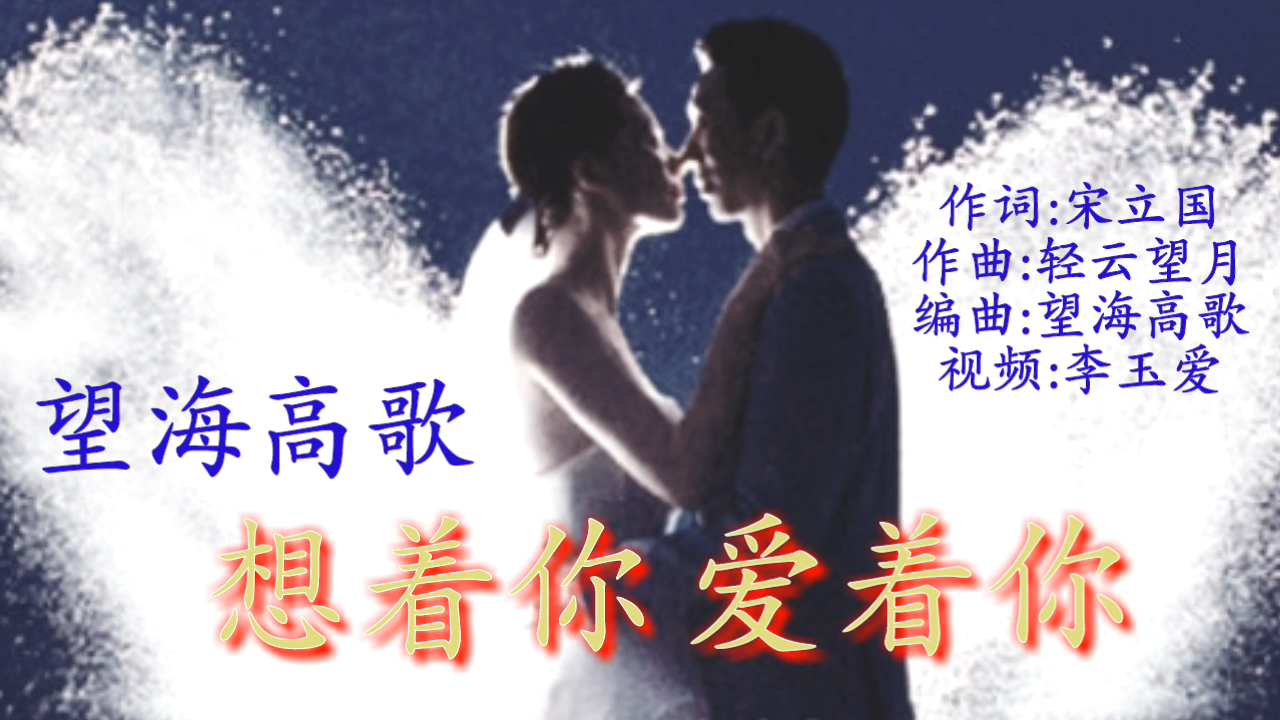 作词:宋立国
作曲:轻云望月
编曲:望海高歌
视频:李玉爱
望海高歌
想着你爱着你